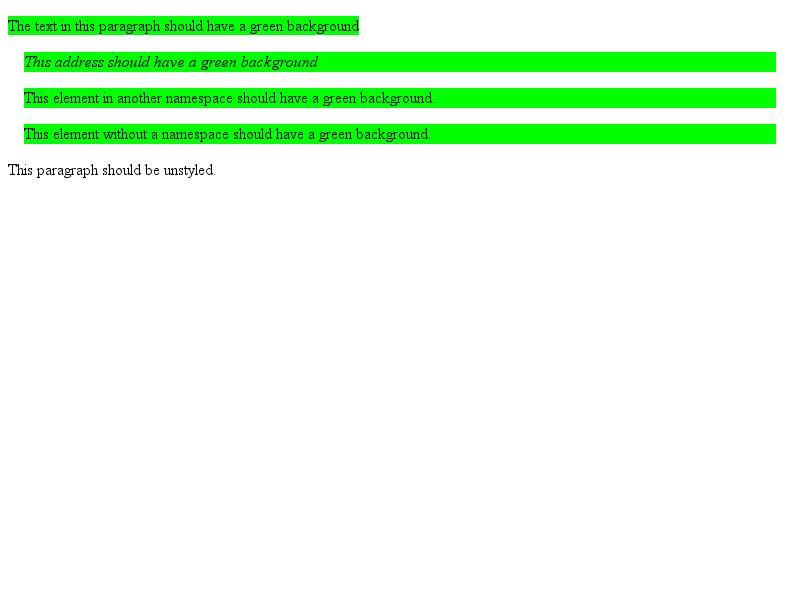 The text in this paragraph should have a green background
This address should have a green background
This element in another namespace should have a green background.
This element without a namespace should have a green background.
This paragraph should be unstyled.